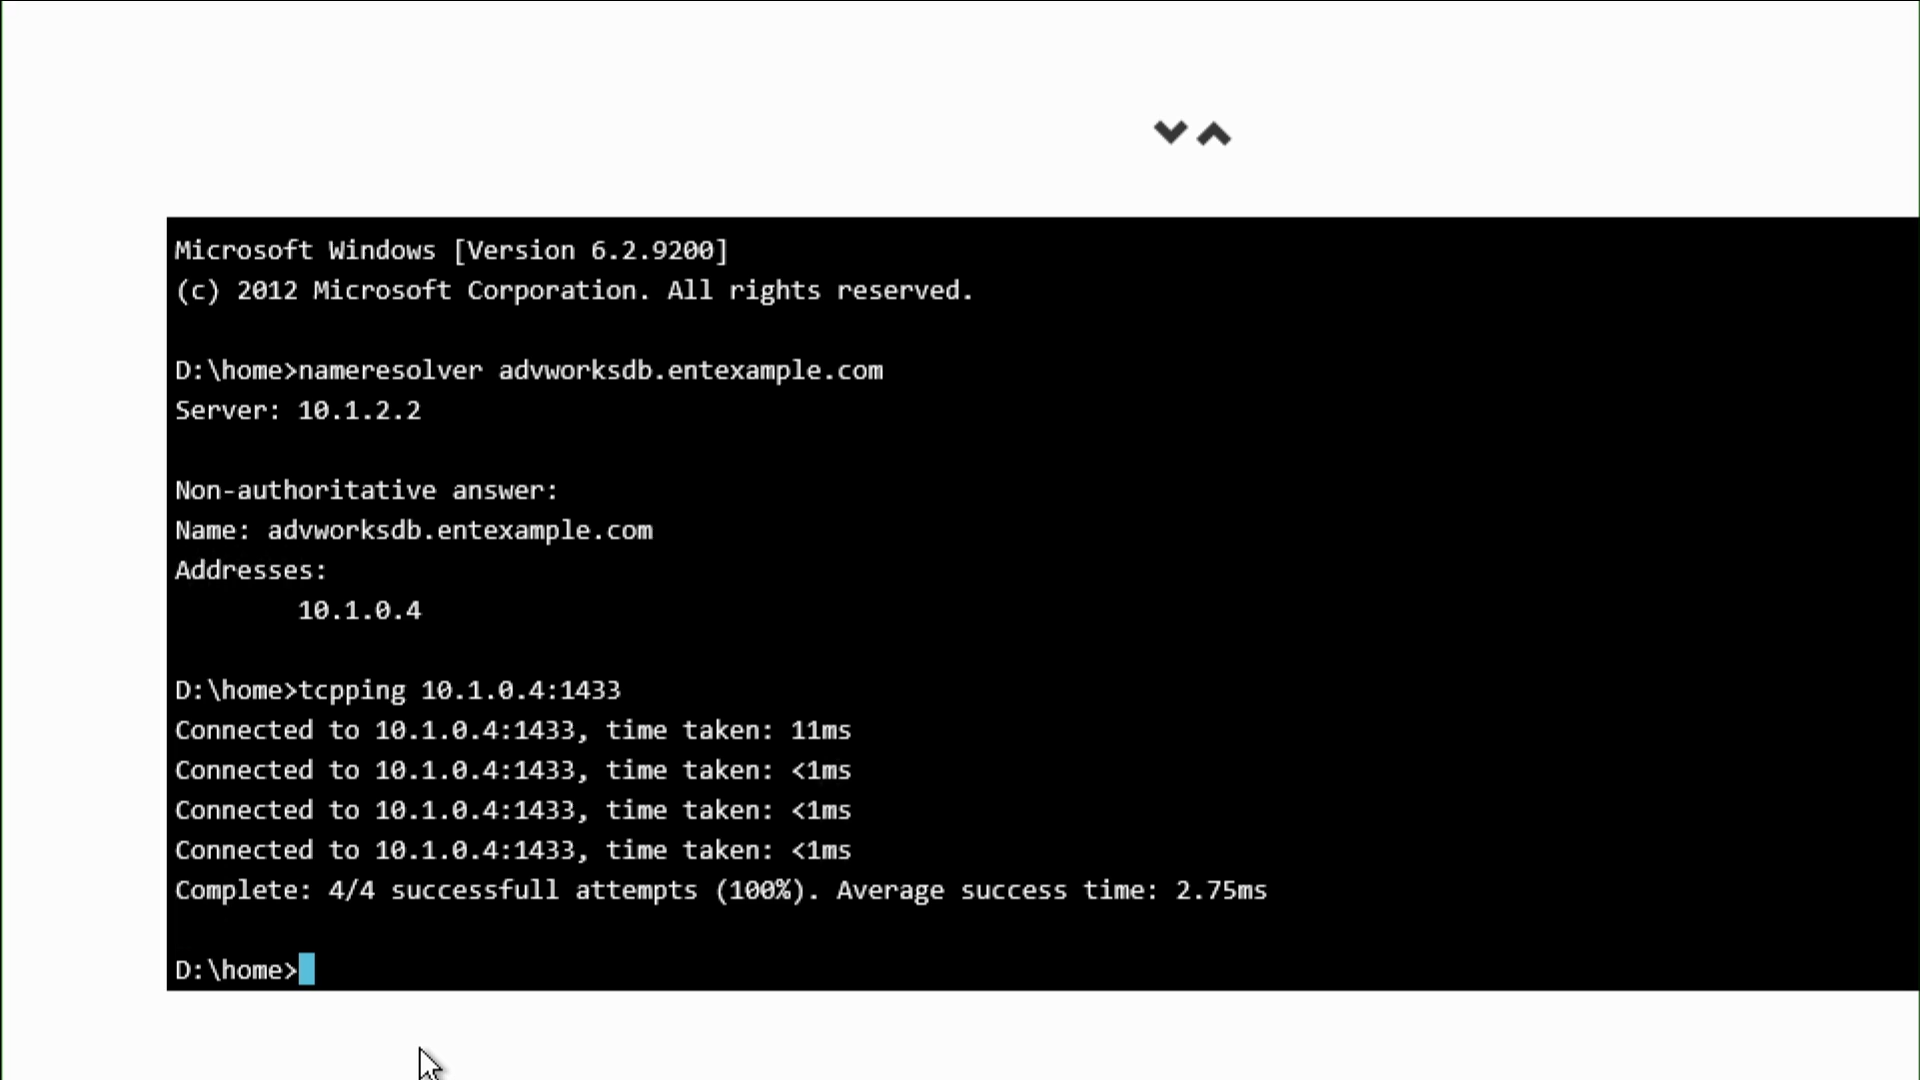 Microsoft Windows [Version 6.2.9200]
(c) 2012 Microsoft Corporation. All rights reserved.
D:\home>nameresolver advworksdb.entexample.com
Server: 10.1.2.2
Non-authoritative answer:
Name: advworksdb.entexample.com
Addresses:
10.1.0.4
D:\home>tcpping 10.1.0.4:1433
Connected to 10.1.0.4:1433, time taken: 11ms
Connected to 10.1.0.4:1433, time taken: <1ms
Connected to 10.1.0.4:1433, time taken: <1ms
Connected to 10.1.0.4:1433, time taken: <1ms
Complete: 4/4 successfull attempts (100%). Average success time: 2.75ms
D:\home>